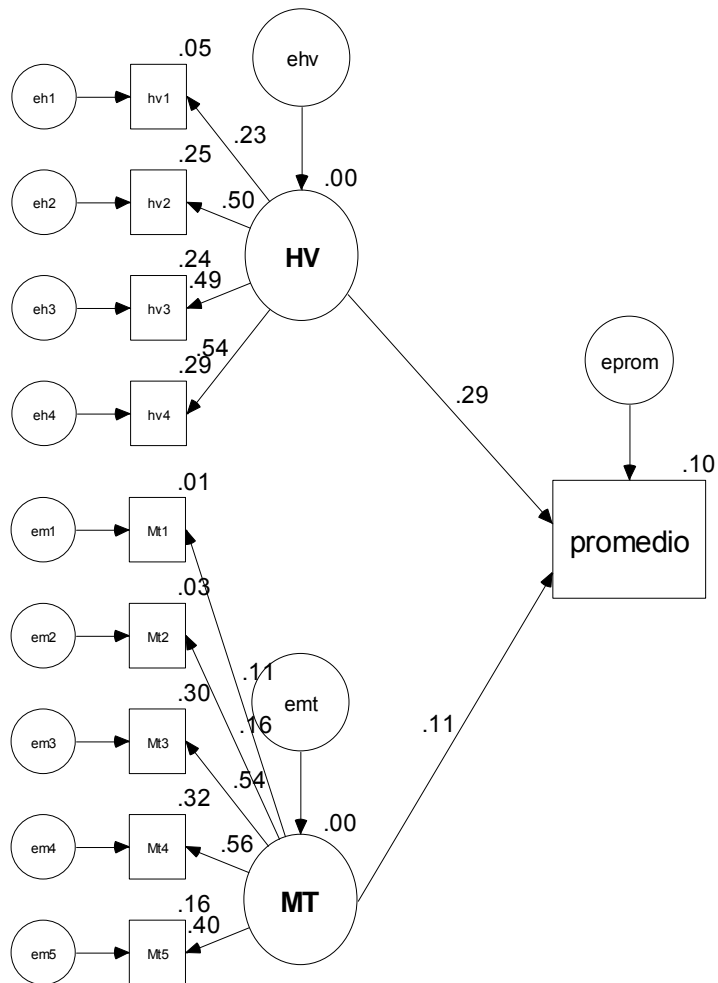 .05
ehv
eh1
hv1
.23
.25
.00
eh2
hv2
.50
HV
.24
.49
eh3
hv3
.54
.29
eh4
hv4
.29
eprom
.10
promedio
.01
em1
Mt1
.03
em2
Mt2
.11
.30
.16
emt
em3
Mt3
.54
.11
.32
.00
em4
Mt4
.56
MT
.16
.40
em5
Mt5